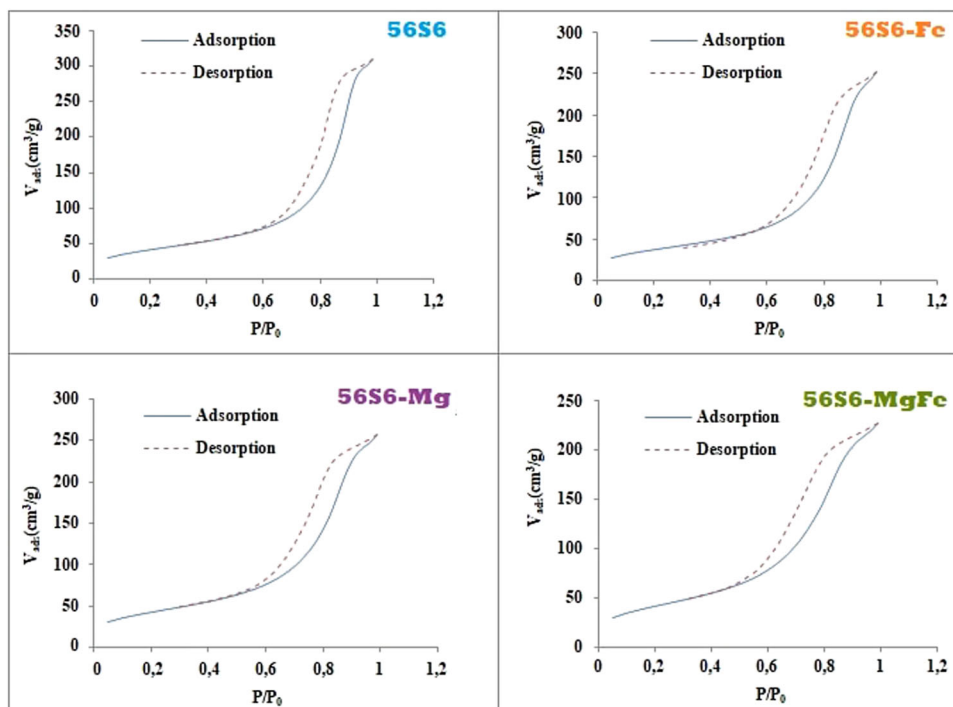 56S6
350
300
250
200
150
100
50
0
Adsorption
Desorption
V ads(cm³/g)
0 0,2 0,4 0,6 0,8 1 1,2
P/P₀
56S6-Fe
300
250
200
150
100
50
0
Adsorption
Desorption
V ads(cm³/g)
0 0,2 0,4 0,6 0,8 1 1,2
P/P₀
56S6-Mg
300
250
200
150
100
50
0
Adsorption
Desorption
V ads(cm³/g)
0 0,2 0,4 0,6 0,8 1 1,2
P/P₀
56S6-MgFe
250
200
150
100
50
0
Adsorption
Desorption
V ads(cm³/g)
0 0,2 0,4 0,6 0,8 1 1,2
P/P₀